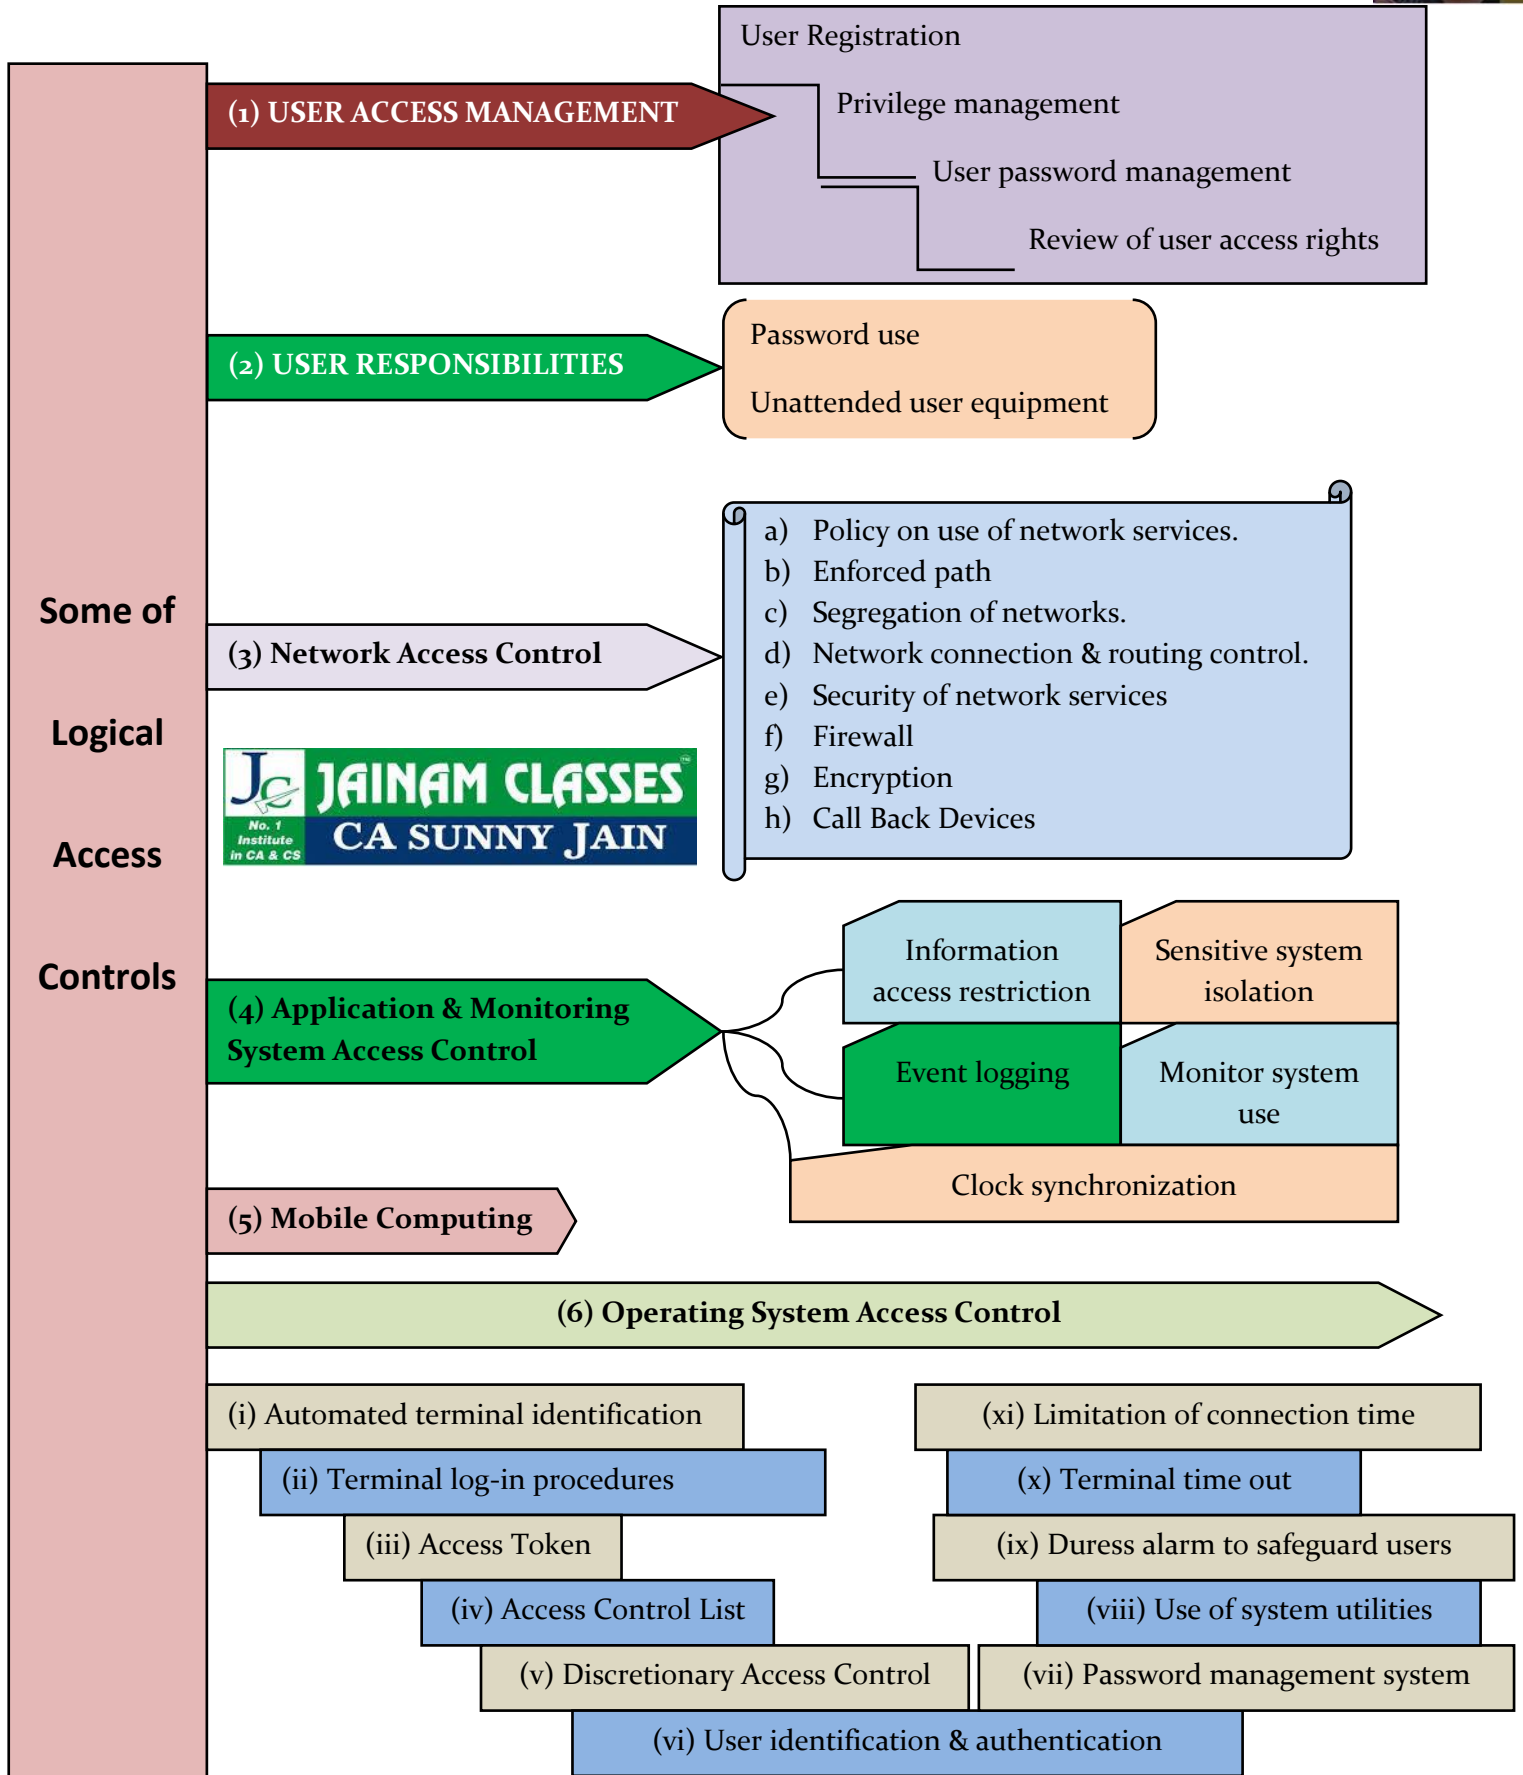 Some of
Logical
Access
Controls
(1) USER ACCESS MANAGEMENT
User Registration
Privilege management
User password management
Review of user access rights
(2) USER RESPONSIBILITIES
Password use
Unattended user equipment
(3) Network Access Control
a) Policy on use of network services.
b) Enforced path
c) Segregation of networks.
d) Network connection & routing control.
e) Security of network services
f) Firewall
g) Encryption
h) Call Back Devices
JC
No. 1
Institute
in CA & CS
JAINAM CLASSES
CA SUNNY JAIN
(4) Application & Monitoring
System Access Control
Information
access restriction
Sensitive system
isolation
Event logging
Monitor system
use
Clock synchronization
(5) Mobile Computing
(6) Operating System Access Control
(i) Automated terminal identification
(ii) Terminal log-in procedures
(iii) Access Token
(iv) Access Control List
(v) Discretionary Access Control
(vi) User identification & authentication
(vii) Password management system
(viii) Use of system utilities
(ix) Duress alarm to safeguard users
(x) Terminal time out
(xi) Limitation of connection time